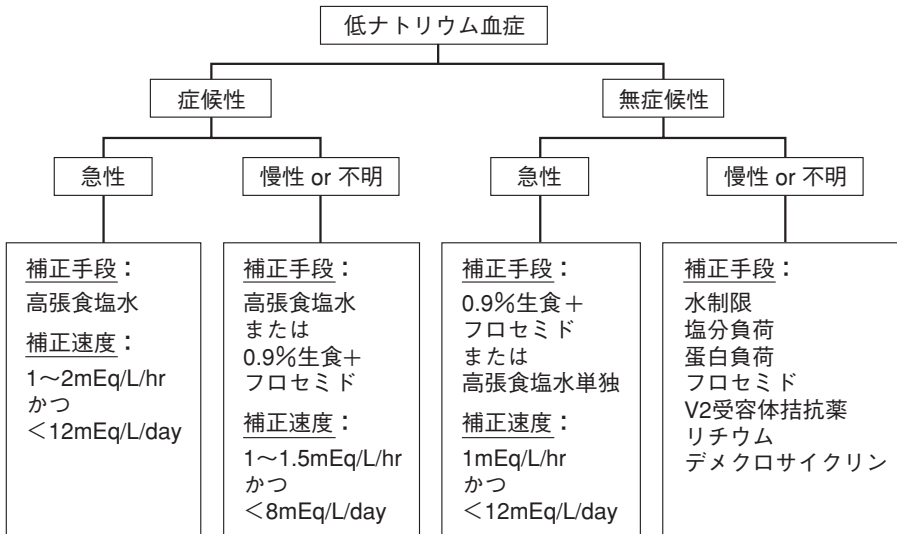 低ナトリウム血症
症候性
無症候性
急性
慢性 or 不明
急性
慢性 or 不明
補正手段：
高張食塩水
補正速度：
1〜2mEq/L/hr
かつ
＜12mEq/L/day
補正手段：
高張食塩水
または
0.9％生食＋
フロセミド
補正速度：
1〜1.5mEq/L/hr
かつ
＜8mEq/L/day
補正手段：
0.9％生食＋
フロセミド
または
高張食塩水単独
補正速度：
1mEq/L/hr
かつ
＜12mEq/L/day
補正手段：
水制限
塩分負荷
蛋白負荷
フロセミド
V2受容体拮抗薬
リチウム
デメクロサイクリン